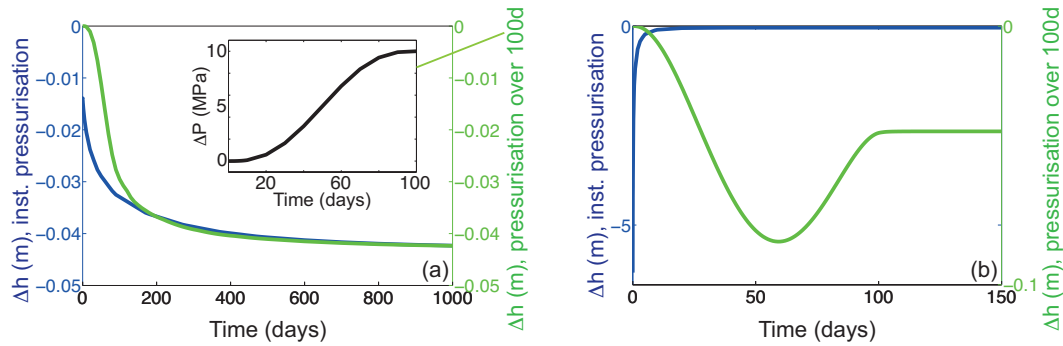 0
−0.01
−0.02
−0.03
−0.04
−0.05
Δh (m), inst. pressurisation
0
−0.01
−0.02
−0.03
−0.04
−0.05
Δh (m), pressurisation over 100d
0 200 400 600 800 1000
Time (days)
(a)
10
5
0
ΔP (MPa)
20 60 100
Time (days)
0
−5
Δh (m), inst. pressurisation
0
−0.1
Δh (m), pressurisation over 100d
0 50 100 150
Time (days)
(b)